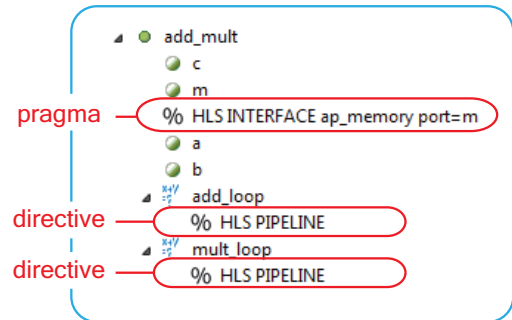 add_mult
c
m
pragma % HLS INTERFACE ap_memory port=m
a
b
add_loop
directive % HLS PIPELINE
mult_loop
directive % HLS PIPELINE